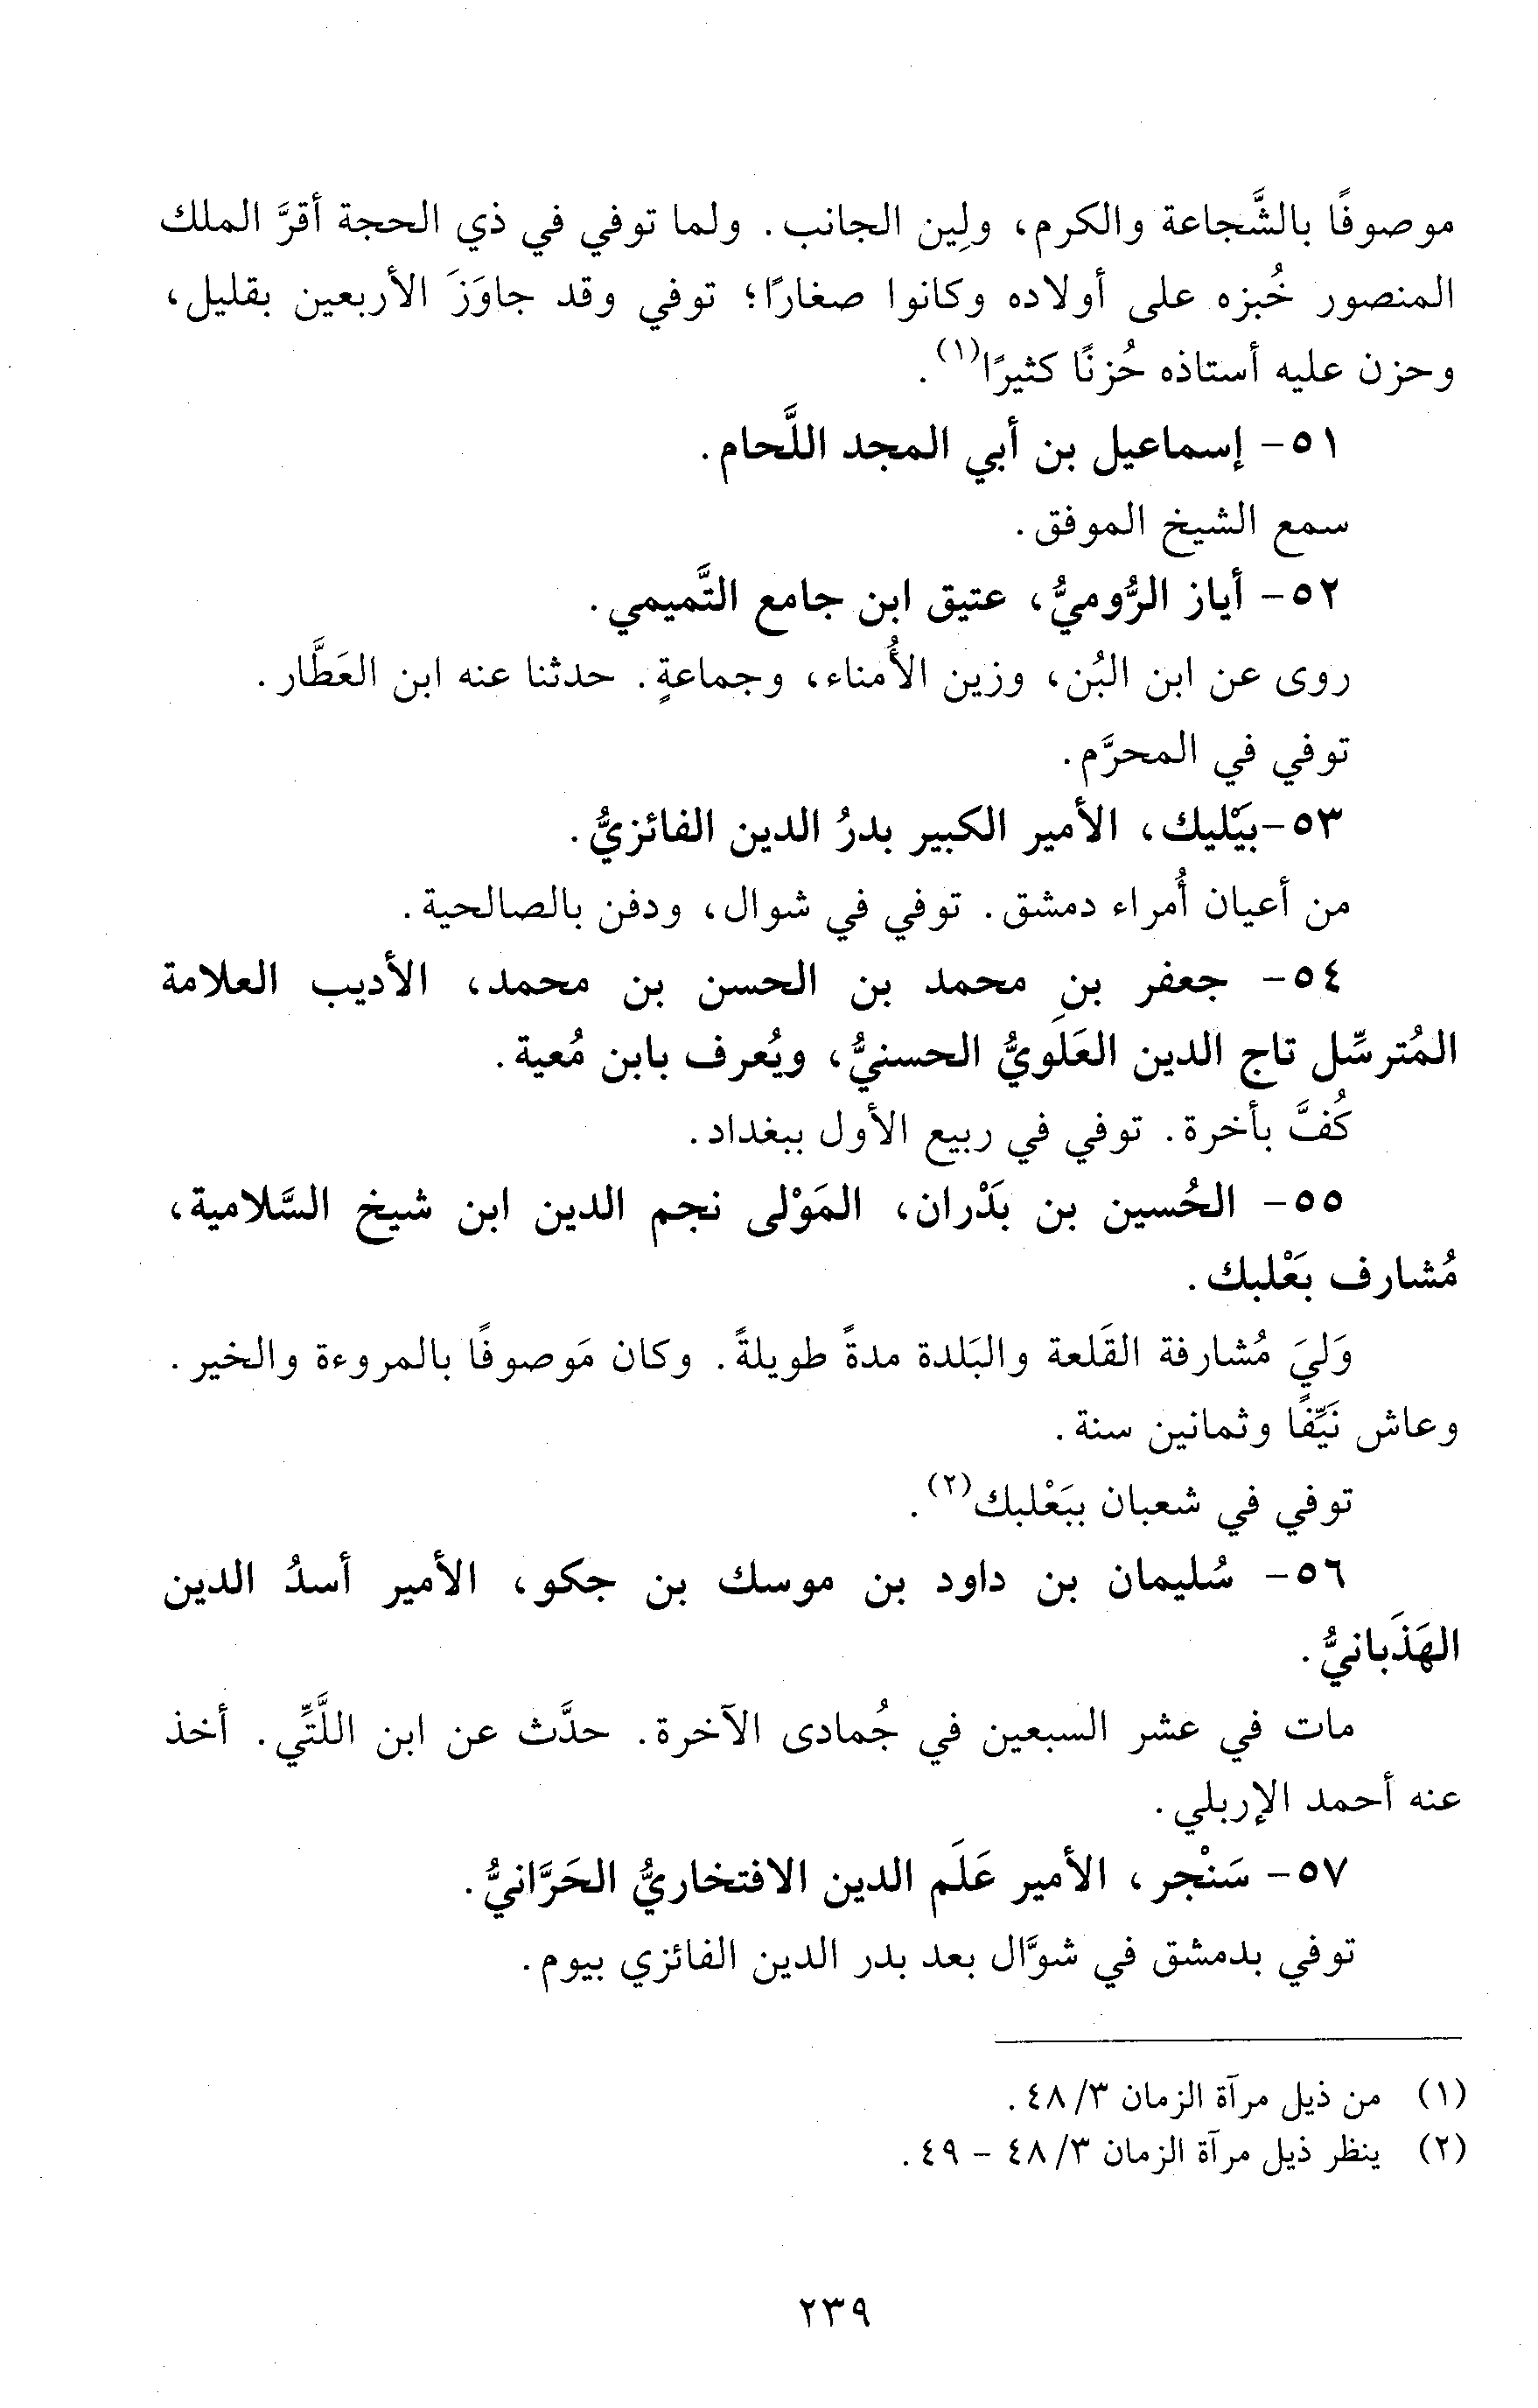 موصوفًا بالشَّجاعة والكرم، ولِين الجانب. ولما توفي في ذي الحجة أقرَّ الملك
المنصور خُبزه على أولاده وكانوا صغارًا؛ توفي وقد جاوَزَ الأربعين بقليل،
وحزن عليه أستاذه حُزنًا كثيرًا(١).
٥١- إسماعيل بن أبي المجد اللَّحام.
سمع الشيخ الموفق.
٥٢- أياز الرُّوميُّ، عتيق ابن جامع التَّميمي.
روى عن ابن البُن، وزين الأُمناء، وجماعةٍ. حدثنا عنه ابن العَطَّار.
توفي في المحرَّم.
٥٣-بَيْليك، الأمير الكبير بدرُ الدين الفائزيُّ.
من أعيان أُمراء دمشق. توفي في شوال، ودفن بالصالحية.
٥٤- جعفر بنِ محمد بن الحسن بن محمد، الأديب العلامة
المُترسِّل تاج الدين العَلَويُّ الحسنيُّ، ويُعرف بابن مُعية.
كُفَّ بأخرة. توفي في ربيع الأول ببغداد.
٥٥- الحُسين بن بَدْران، المَوْلى نجم الدين ابن شيخ السَّلامية،
مُشارف بَعْلبك.
وَليَ مُشارفة القَلعة والبَلدة مدةً طويلةً. وكان مَوصوفًا بالمروءة والخير.
وعاش نَيِّفًا وثمانين سنة.
توفي في شعبان ببَعْلبك(٢).
٥٦- سُليمان بن داود بن موسك بن جكو، الأمير أسدُ الدين
الهَذَبانيُّ.
مات في عشر السبعين في جُمادى الآخرة. حدَّث عن ابن اللَّتِّي. أخذ
عنه أحمد الإربلي.
٥٧- سَنْجر، الأمير عَلَم الدين الافتخاريُّ الحَرَّانيُّ.
توفي بدمشق في شوَّال بعد بدر الدين الفائزي بيوم.
(١) من ذيل مرآة الزمان ٣/ ٤٨.
(٢) ينظر ذيل مرآة الزمان ٣/ ٤٨ - ٤٩.
٢٣٩